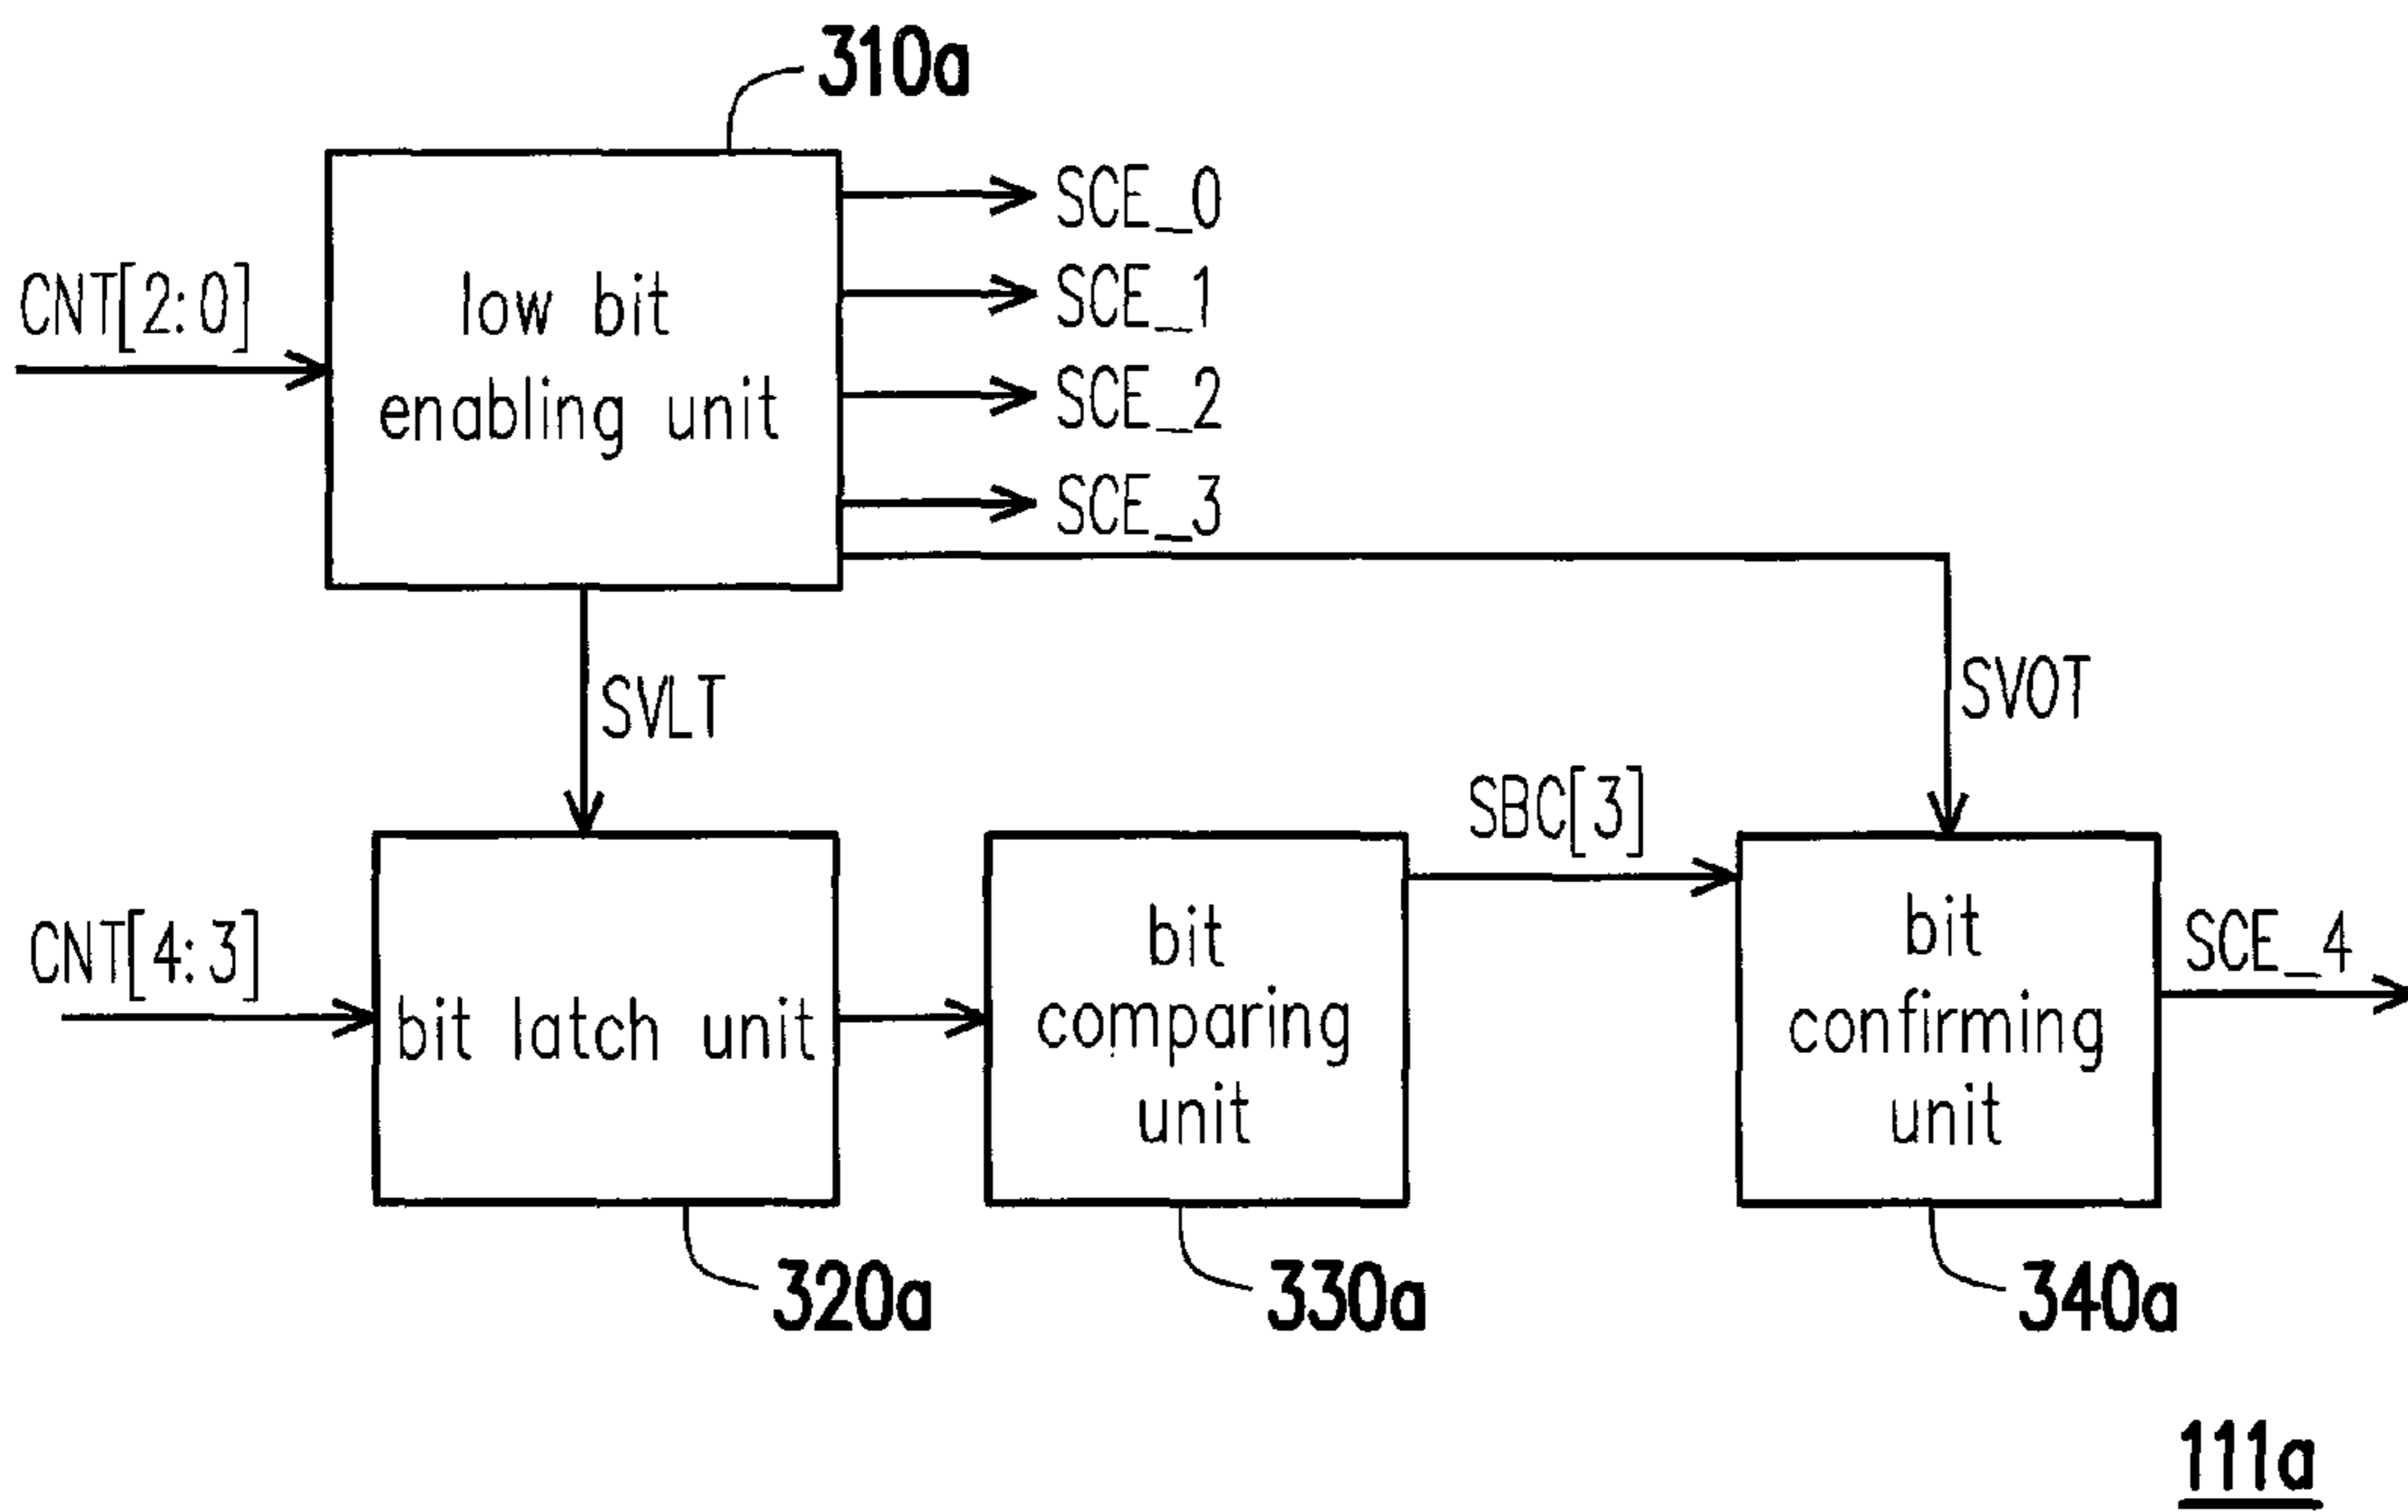 310a
SCE_0
CNT[2:0]
low bit
enabling unit
SCE_1
SCE_2
SCE_3
SVLT
SVOT
SBC[3]
CNT[4:3]
bit latch unit
bit
comparing
unit
bit
confirming
unit
SCE_4
320a
330a
340a
111a